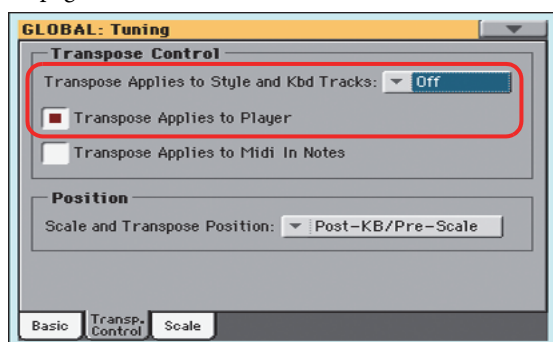 GLOBAL: Tuning
Transpose Control
Transpose Applies to Style and Kbd Tracks: Off
Transpose Applies to Player
Transpose Applies to Midi In Notes
Position
Scale and Transpose Position: Post-KB/Pre-Scale
Basic Transp. Control Scale